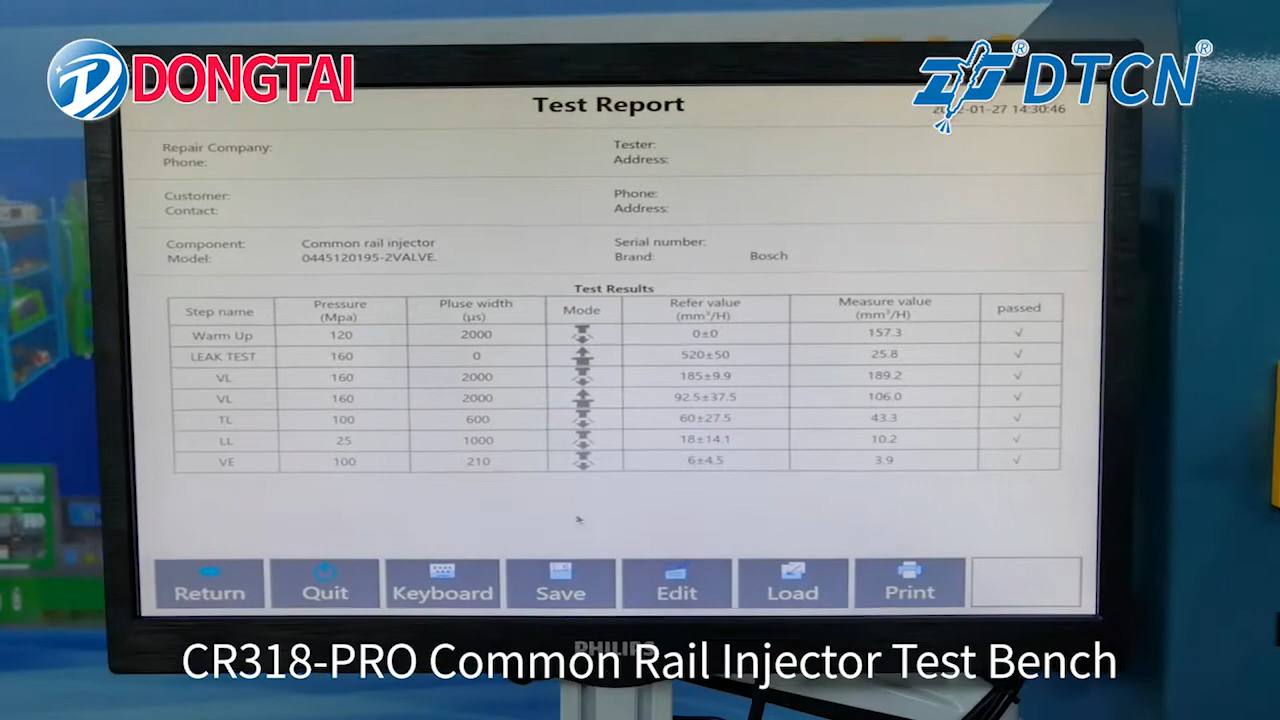 DONGTAI
DTCN
Test Report
-01-27 14:30:46
Repair Company:
Tester:
Phone:
Address:
Customer:
Phone:
Contact:
Address:
Component: Common rail injector
Serial number:
Model: 0445120195-2VALVE.
Brand: Bosch
Test Results
Step name Pressure (Mpa) Pluse width (µs) Mode Refer value (mm³/H) Measure value (mm³/H) passed
Warm Up 120 2000 0±0 157.3 √
LEAK TEST 160 0 520±50 25.8 √
VL 160 2000 185±9.9 189.2 √
VL 160 2000 92.5±37.5 106.0 √
TL 100 600 60±27.5 43.3 √
LL 25 1000 18±14.1 10.2 √
VE 100 210 6±4.5 3.9 √
Return Quit Keyboard Save Edit Load Print
PHILIPS
CR318-PRO Common Rail Injector Test Bench